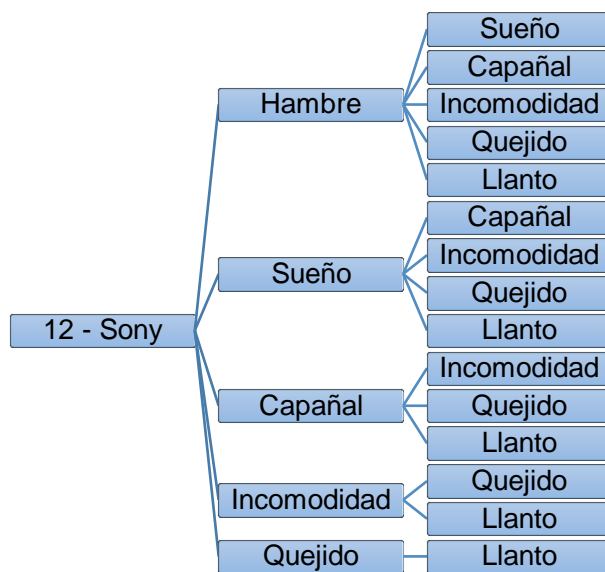 12 - Sony
Hambre
Sueño
Capañal
Incomodidad
Quejido
Llanto
Sueño
Capañal
Incomodidad
Quejido
Llanto
Capañal
Incomodidad
Quejido
Llanto
Incomodidad
Quejido
Llanto
Quejido
Llanto